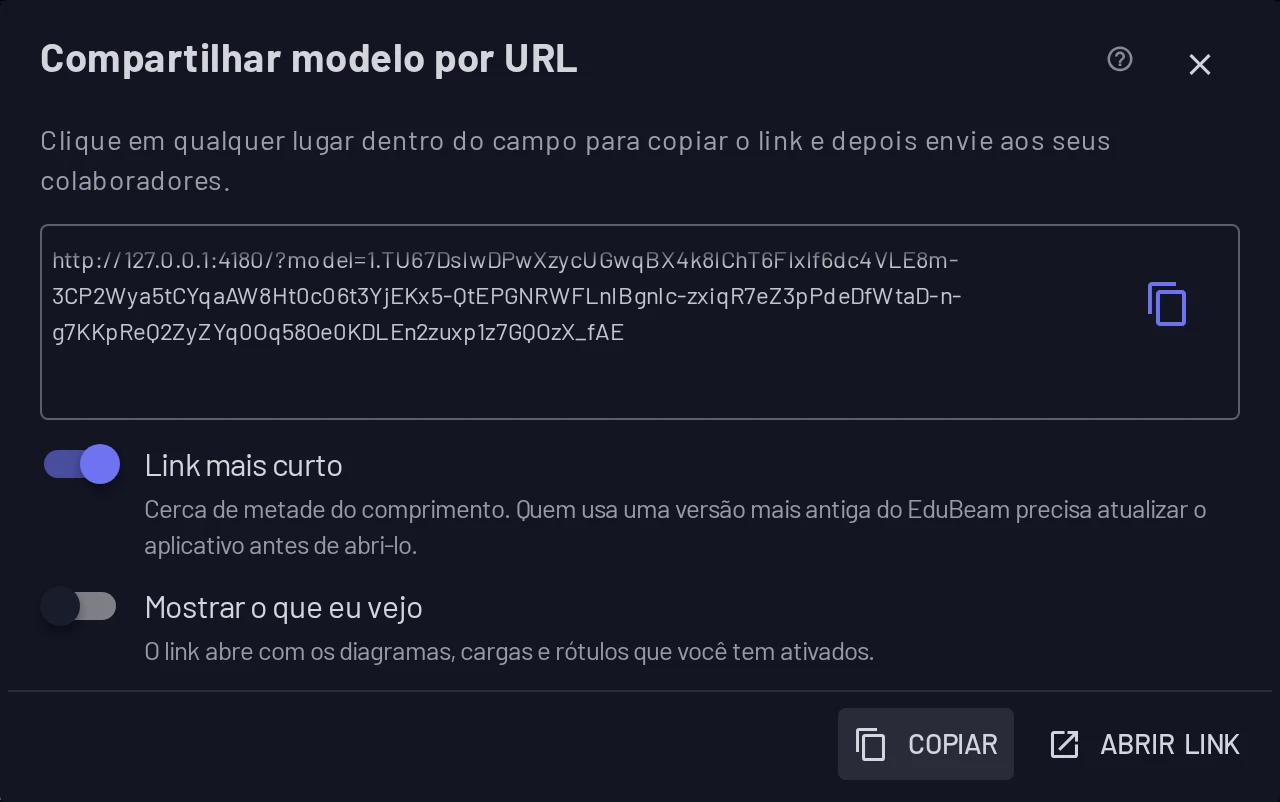 Compartilhar modelo por URL
Clique em qualquer lugar dentro do campo para copiar o link e depois envie aos seus
colaboradores.
http://127.0.0.1:4180/?model=1.TU67DsIwDPwXzycUGwqBX4k8IChT6FIxIf6dc4VLE8m-
3CP2Wya5tCYqaAW8Ht0c06t3YjEKx5-QtEPGNRWFLnIBgnIc-zxiqR7eZ3pPdeDfWtaD-n-
g7KKpReQ2ZyZYq0Oq58Oe0KDLEn2zuxp1z7GQOzX_fAE
Link mais curto
Cerca de metade do comprimento. Quem usa uma versão mais antiga do EduBeam precisa atualizar o
aplicativo antes de abri-lo.
Mostrar o que eu vejo
O link abre com os diagramas, cargas e rótulos que você tem ativados.
COPIAR
ABRIR LINK